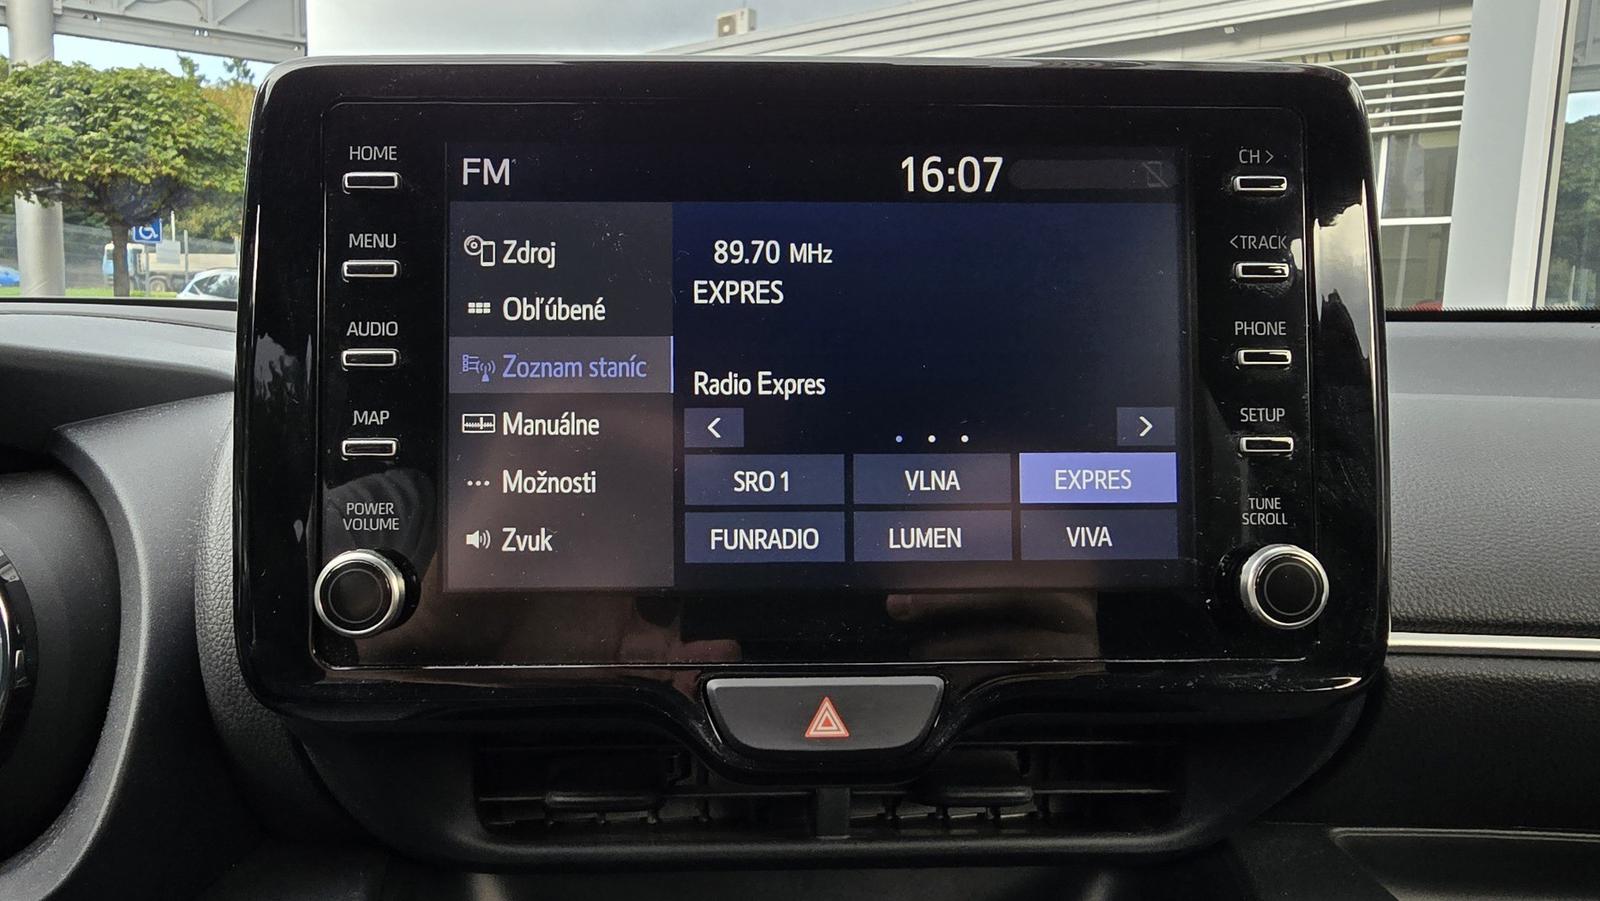 HOME
MENU
AUDIO
MAP
POWER
VOLUME
FM
16:07
Zdroj
Obľúbené
Zoznam staníc
Manuálne
Možnosti
Zvuk
89.70 MHz
EXPRES
Radio Expres
SRO 1
VLNA
EXPRES
FUNRADIO
LUMEN
VIVA
CH >
<TRACK
PHONE
SETUP
TUNE
SCROLL